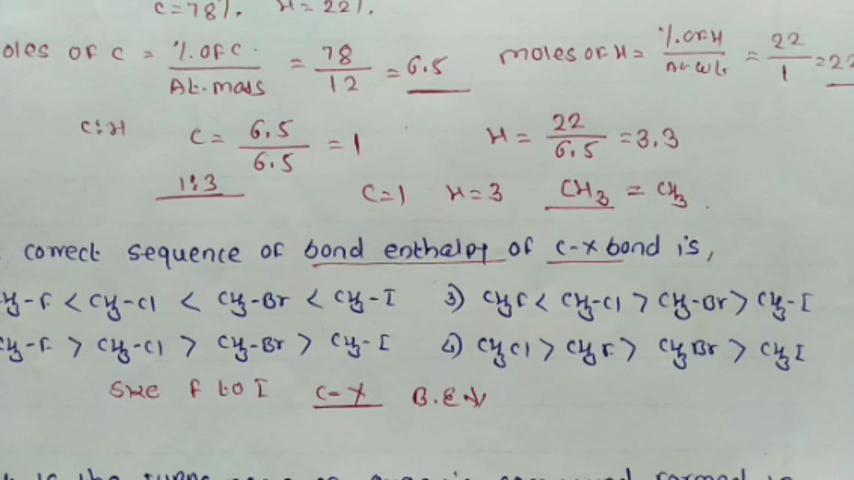 C=78%. H=22%.
oles of C = %.OFC. / At.mass = 78 / 12 = 6.5 moles of H = %.OFH / At.wt = 22 / 1 = 22
C:H C = 6.5 / 6.5 = 1 H = 22 / 6.5 = 3.3
1:3 C=1 H=3 CH3 = CH3.
correct sequence of bond enthalpy of C-X bond is,
H3-F < CH3-Cl < CH3-Br < CH3-I 3) CH3F < CH3-Cl > CH3-Br > CH3-I
CH3-F > CH3-Cl > CH3-Br > CH3-I 4) CH3Cl > CH3F > CH3Br > CH3I
Size F to I C-X B.E↓